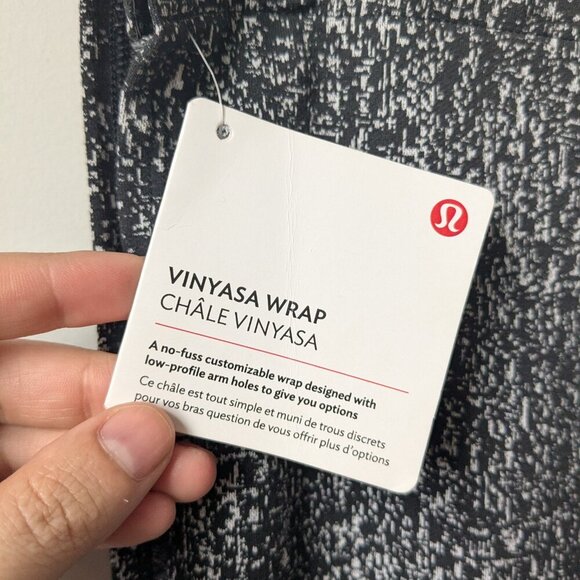 VINYASA WRAP
CHÂLE VINYASA
A no-fuss customizable wrap designed with
low-profile arm holes to give you options
Ce châle est tout simple et muni de trous discrets
pour vos bras question de vous offrir plus d'options